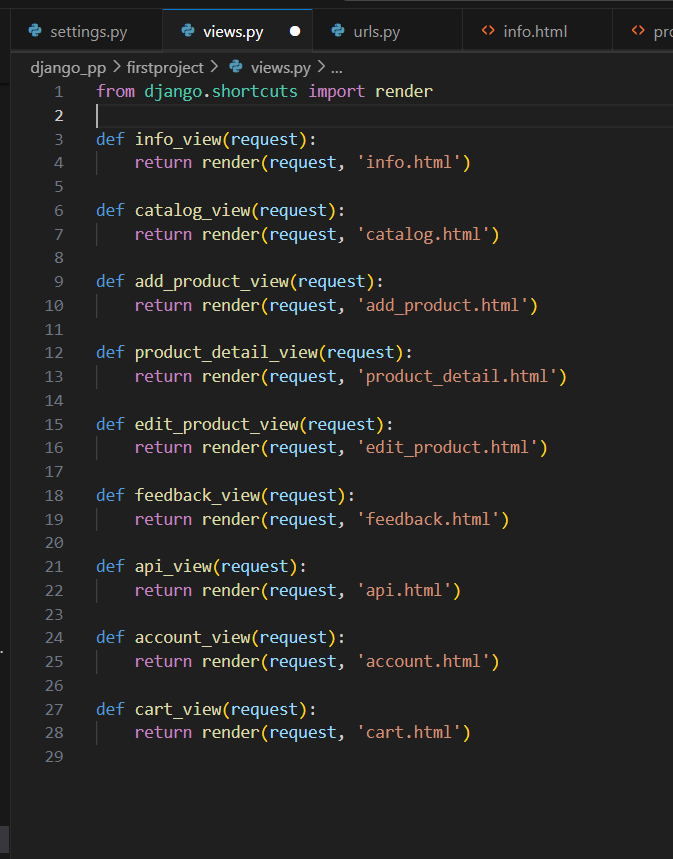 settings.py views.py urls.py info.html pro
django_pp > firstproject > views.py > ...
1 from django.shortcuts import render
2
3 def info_view(request):
4     return render(request, 'info.html')
5
6 def catalog_view(request):
7     return render(request, 'catalog.html')
8
9 def add_product_view(request):
10     return render(request, 'add_product.html')
11
12 def product_detail_view(request):
13     return render(request, 'product_detail.html')
14
15 def edit_product_view(request):
16     return render(request, 'edit_product.html')
17
18 def feedback_view(request):
19     return render(request, 'feedback.html')
20
21 def api_view(request):
22     return render(request, 'api.html')
23
24 def account_view(request):
25     return render(request, 'account.html')
26
27 def cart_view(request):
28     return render(request, 'cart.html')
29